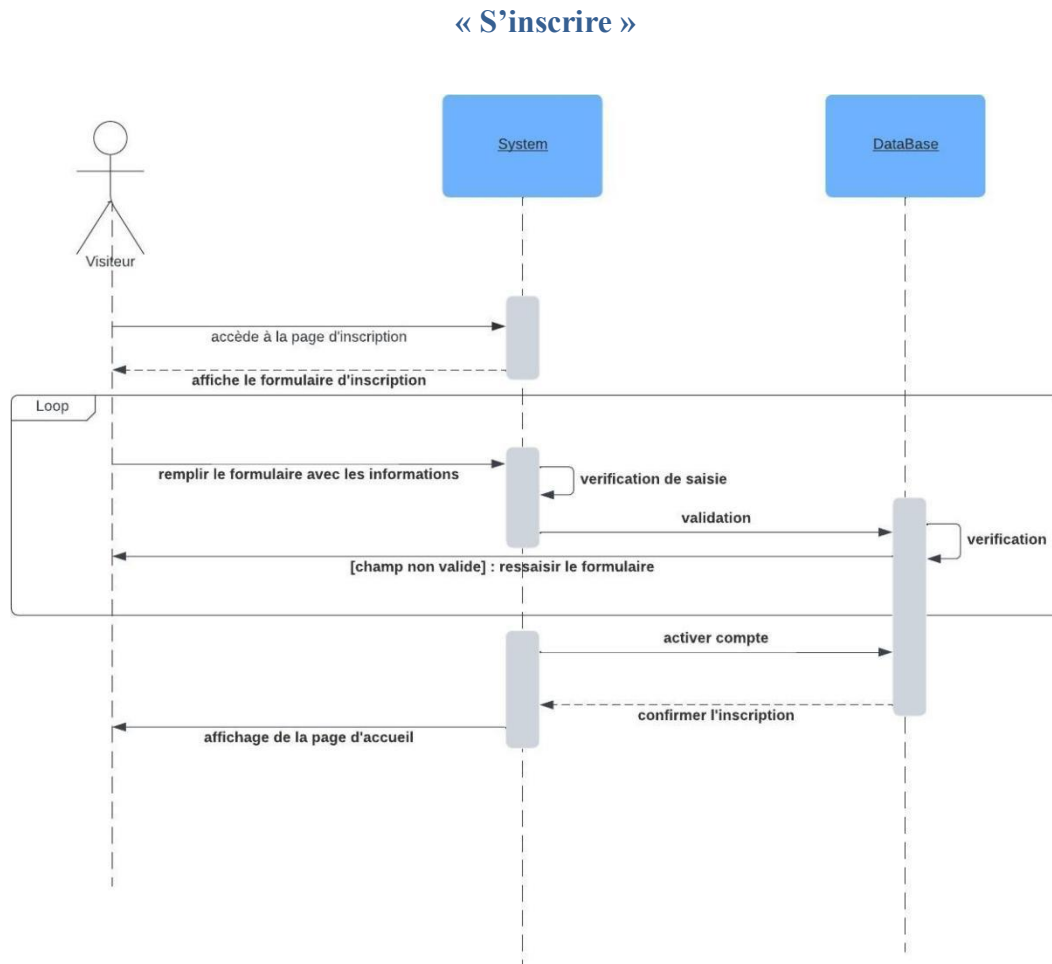 « S’inscrire »
System
DataBase
Visiteur
accède à la page d'inscription
affiche le formulaire d'inscription
Loop
remplir le formulaire avec les informations
verification de saisie
validation
verification
[champ non valide] : ressaisir le formulaire
activer compte
confirmer l'inscription
affichage de la page d'accueil